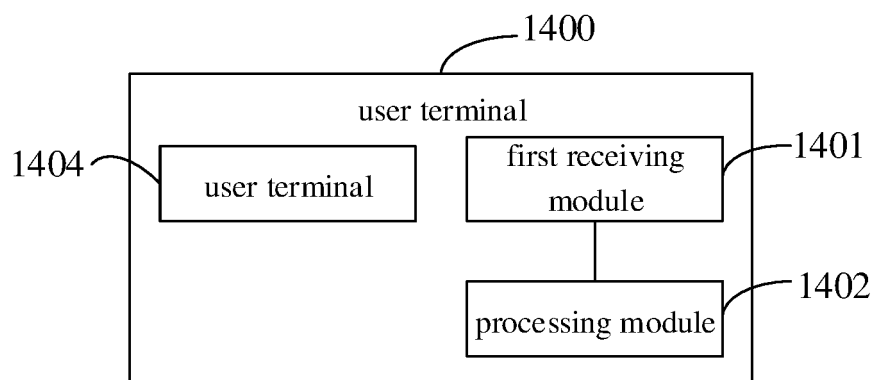 1400
user terminal
1404
user terminal
first receiving
module
1401
processing module
1402